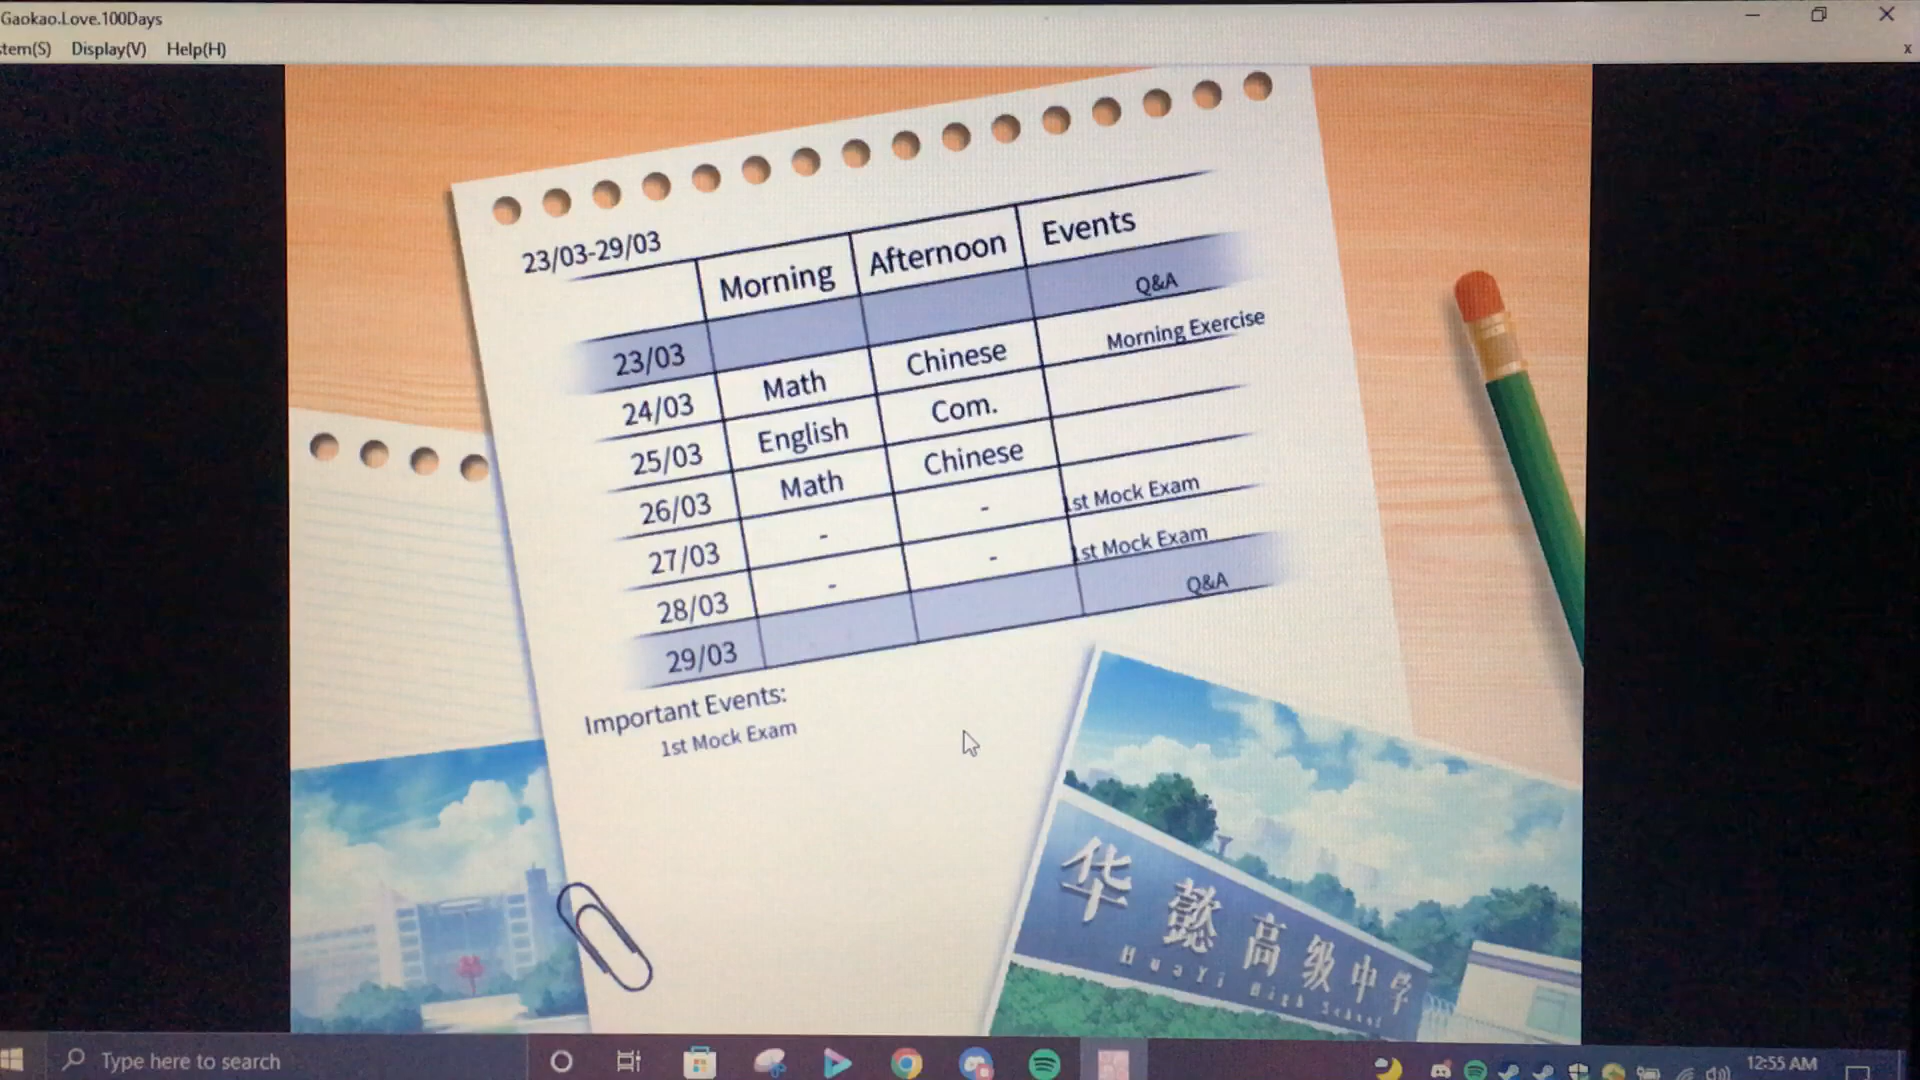 Gaokao.Love.100Days
stem(S) Display(V) Help(H)
23/03-29/03
Morning Afternoon Events
23/03 Q&A
24/03 Math Chinese Morning Exercise
25/03 English Com.
26/03 Math Chinese
27/03 - - 1st Mock Exam
28/03 - - 1st Mock Exam
29/03 Q&A
Important Events:
1st Mock Exam
华懿高级中学
HuaYi High School
Type here to search
12:55 AM